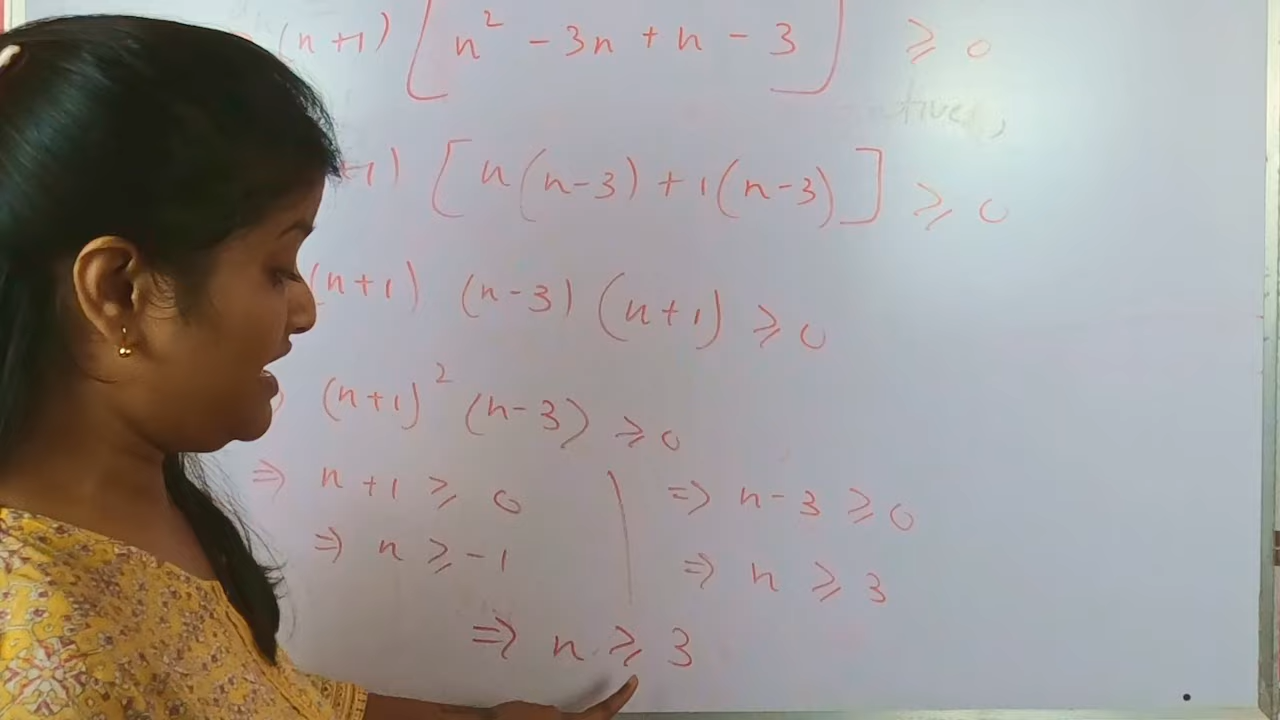 (n+1) [n² - 3n + n - 3] ⩾ 0
+1) [n(n-3) + 1(n-3)] ⩾ 0
(n+1) (n-3) (n+1) ⩾ 0
(n+1)² (n-3) ⩾ 0
⇒ n+1 ⩾ 0 | ⇒ n-3 ⩾ 0
⇒ n ⩾ -1 | ⇒ n ⩾ 3
⇒ n ⩾ 3